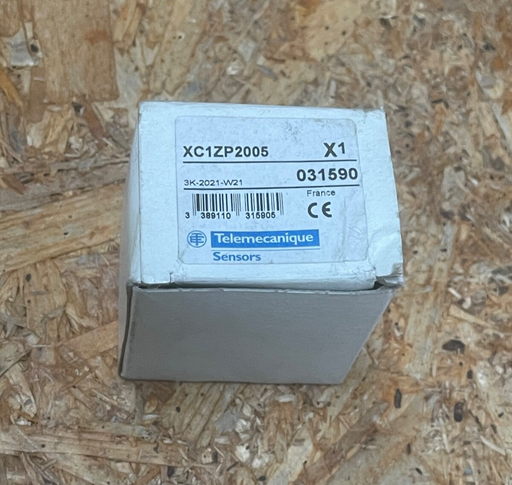 XC1ZP2005 X1
031590
3K-2021-W21
France
3 389110 315905 CE
Telemecanique
Sensors